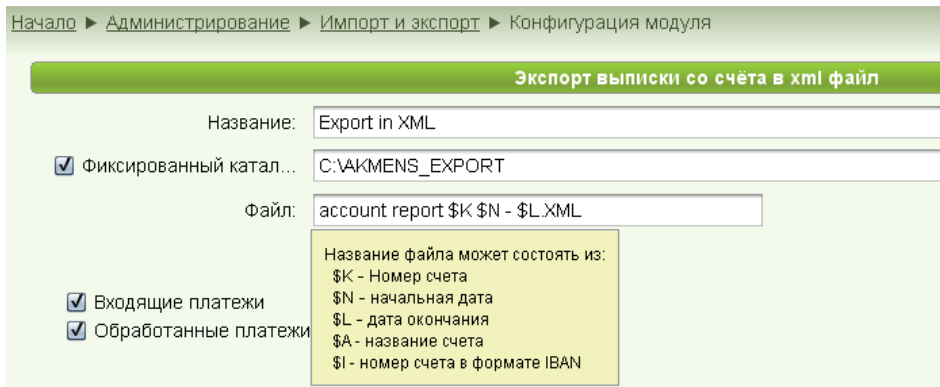 Начало ► Администрирование ► Импорт и экспорт ► Конфигурация модуля
Экспорт выписки со счёта в xml файл
Название: Export in XML
Фиксированный катал... C:\AKMENS_EXPORT
Файл: account report $K $N - $L.XML
Название файла может состоять из:
$K - Номер счета
$N - начальная дата
$L - дата окончания
$A - название счета
$I - номер счета в формате IBAN
Входящие платежи
Обработанные платежи